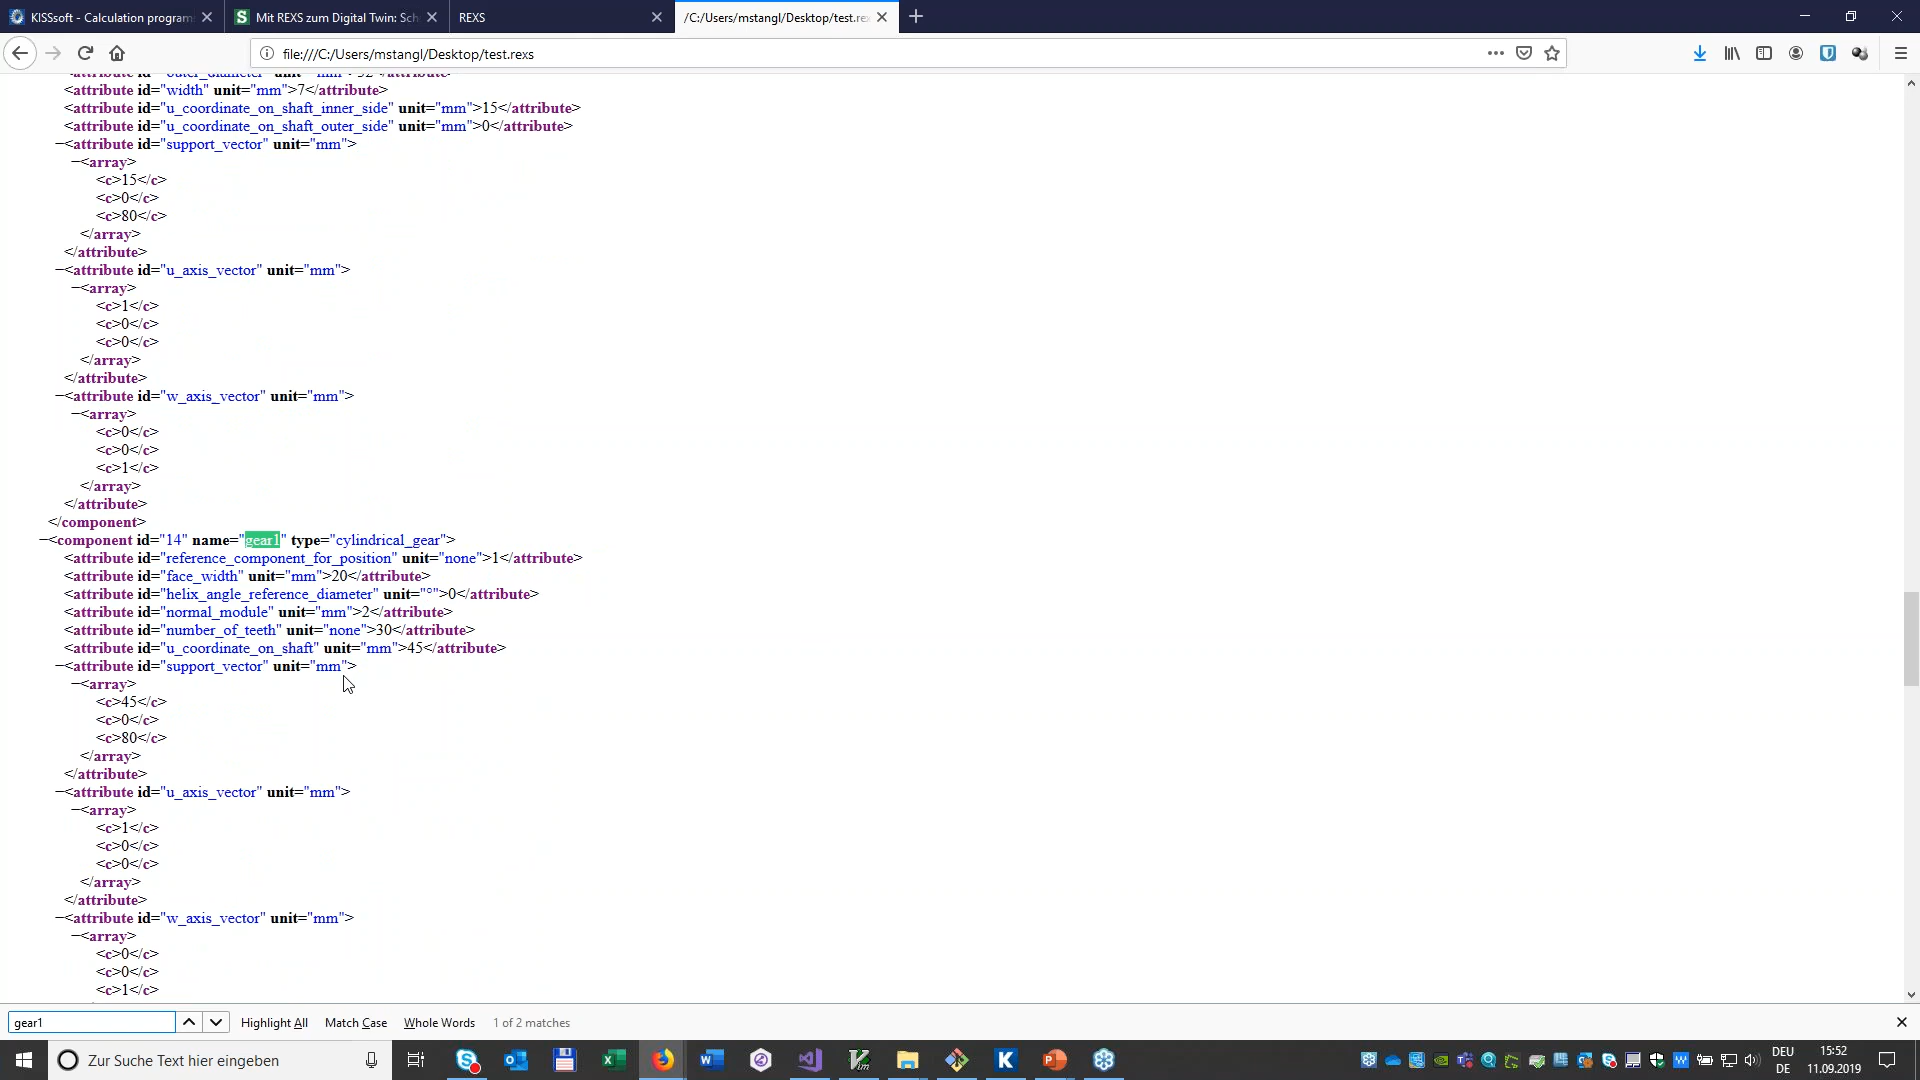 KISSsoft - Calculation program
Mit REXS zum Digital Twin: Sch
REXS
/C:/Users/mstangl/Desktop/test.rex
file:///C:/Users/mstangl/Desktop/test.rexs
<attribute id="outer_diameter" unit="mm">52</attribute>
<attribute id="width" unit="mm">7</attribute>
<attribute id="u_coordinate_on_shaft_inner_side" unit="mm">15</attribute>
<attribute id="u_coordinate_on_shaft_outer_side" unit="mm">0</attribute>
−<attribute id="support_vector" unit="mm">
−<array>
<c>15</c>
<c>0</c>
<c>80</c>
</array>
</attribute>
−<attribute id="u_axis_vector" unit="mm">
−<array>
<c>1</c>
<c>0</c>
<c>0</c>
</array>
</attribute>
−<attribute id="w_axis_vector" unit="mm">
−<array>
<c>0</c>
<c>0</c>
<c>1</c>
</array>
</attribute>
</component>
−<component id="14" name="gear1" type="cylindrical_gear">
<attribute id="reference_component_for_position" unit="none">1</attribute>
<attribute id="face_width" unit="mm">20</attribute>
<attribute id="helix_angle_reference_diameter" unit="°">0</attribute>
<attribute id="normal_module" unit="mm">2</attribute>
<attribute id="number_of_teeth" unit="none">30</attribute>
<attribute id="u_coordinate_on_shaft" unit="mm">45</attribute>
−<attribute id="support_vector" unit="mm">
−<array>
<c>45</c>
<c>0</c>
<c>80</c>
</array>
</attribute>
−<attribute id="u_axis_vector" unit="mm">
−<array>
<c>1</c>
<c>0</c>
<c>0</c>
</array>
</attribute>
−<attribute id="w_axis_vector" unit="mm">
−<array>
<c>0</c>
<c>0</c>
<c>1</c>
gear1 Highlight All Match Case Whole Words 1 of 2 matches
Zur Suche Text hier eingeben
DEU 15:52
DE 11.09.2019